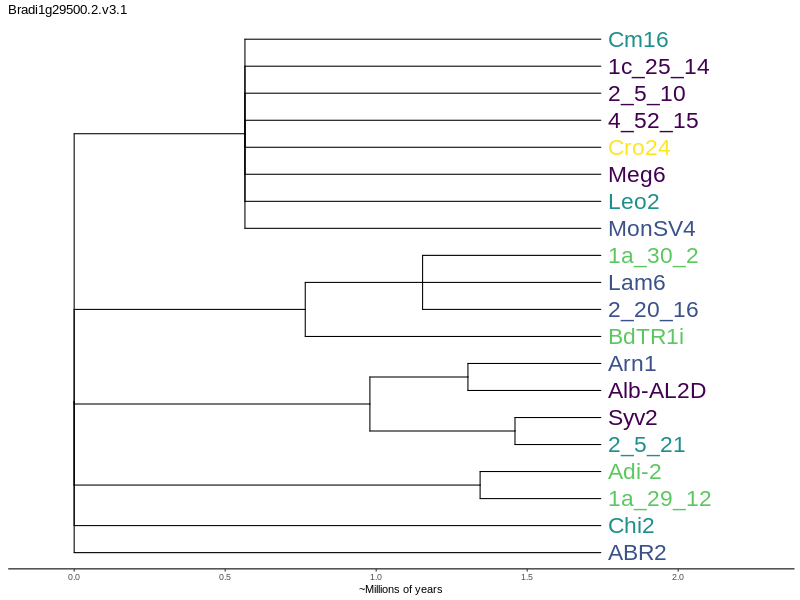 Bradi1g29500.2.v3.1
Cm16
1c_25_14
2_5_10
4_52_15
Cro24
Meg6
Leo2
MonSV4
1a_30_2
Lam6
2_20_16
BdTR1i
Arn1
Alb-AL2D
Syv2
2_5_21
Adi-2
1a_29_12
Chi2
ABR2
0.0 0.5 1.0 1.5 2.0
~Millions of years